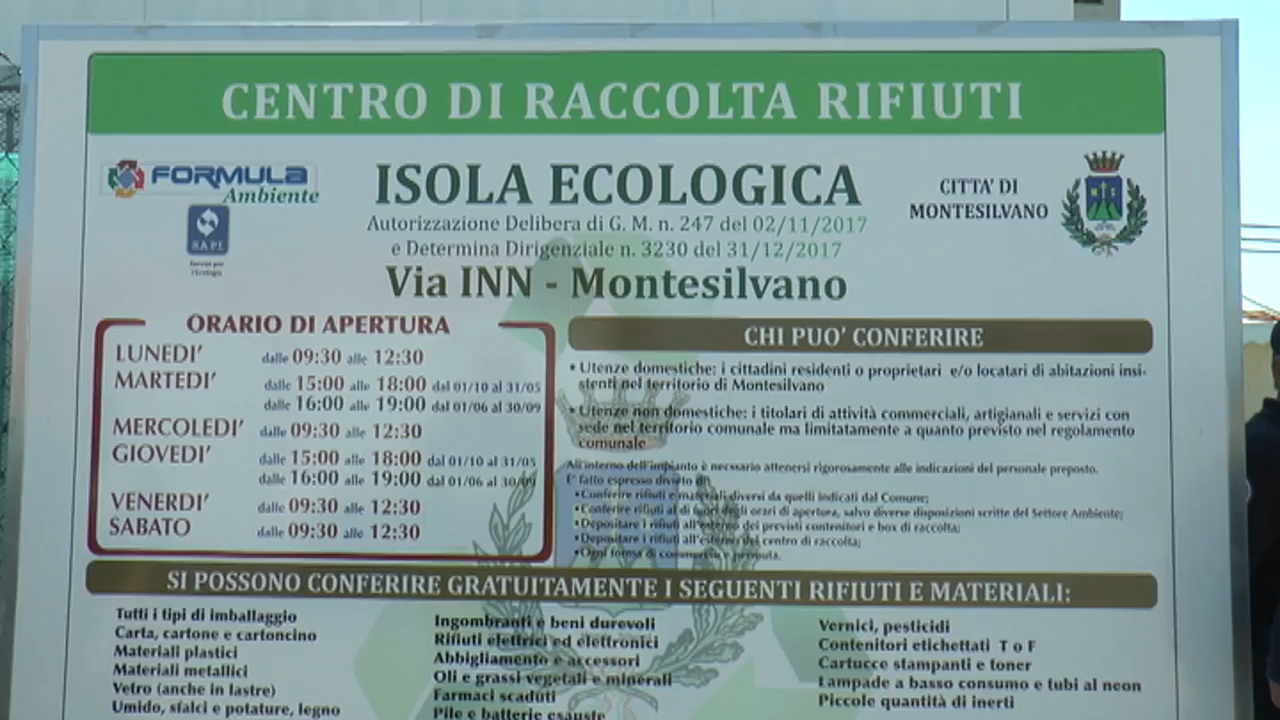 CENTRO DI RACCOLTA RIFIUTI
FORMULA
Ambiente
SAPI
Servizi per
l'Ecologia
ISOLA ECOLOGICA
Autorizzazione Delibera di G. M. n. 247 del 02/11/2017
e Determina Dirigenziale n. 3230 del 31/12/2017
Via INN - Montesilvano
CITTA' DI
MONTESILVANO
M S
ORARIO DI APERTURA
LUNEDI' dalle 09:30 alle 12:30
MARTEDI' dalle 15:00 alle 18:00 dal 01/10 al 31/05
dalle 16:00 alle 19:00 dal 01/06 al 30/09
MERCOLEDI' dalle 09:30 alle 12:30
GIOVEDI' dalle 15:00 alle 18:00 dal 01/10 al 31/05
dalle 16:00 alle 19:00 dal 01/06 al 30/09
VENERDI' dalle 09:30 alle 12:30
SABATO dalle 09:30 alle 12:30
CHI PUO' CONFERIRE
• Utenze domestiche: i cittadini residenti o proprietari e/o locatari di abitazioni insi-
stenti nel territorio di Montesilvano
• Utenze non domestiche: i titolari di attività commerciali, artigianali e servizi con
sede nel territorio comunale ma limitatamente a quanto previsto nel regolamento
comunale
All'interno dell'impianto è necessario attenersi rigorosamente alle indicazioni del personale preposto.
E' fatto espresso divieto di:
• Conferire rifiuti e materiali diversi da quelli indicati dal Comune;
• Conferire rifiuti al di fuori degli orari di apertura, salvo diverse disposizioni scritte del Settore Ambiente;
• Depositare i rifiuti all'esterno dei previsti contenitori e box di raccolta;
• Depositare i rifiuti all'esterno del centro di raccolta;
• Ogni forma di commercio e permuta.
SI POSSONO CONFERIRE GRATUITAMENTE I SEGUENTI RIFIUTI E MATERIALI:
Tutti i tipi di imballaggio
Carta, cartone e cartoncino
Materiali plastici
Materiali metallici
Vetro (anche in lastre)
Umido, sfalci e potature, legno
Ingombranti e beni durevoli
Rifiuti elettrici ed elettronici
Abbigliamento e accessori
Oli e grassi vegetali e minerali
Farmaci scaduti
Pile e batterie esauste
Vernici, pesticidi
Contenitori etichettati T o F
Cartucce stampanti e toner
Lampade a basso consumo e tubi al neon
Piccole quantità di inerti